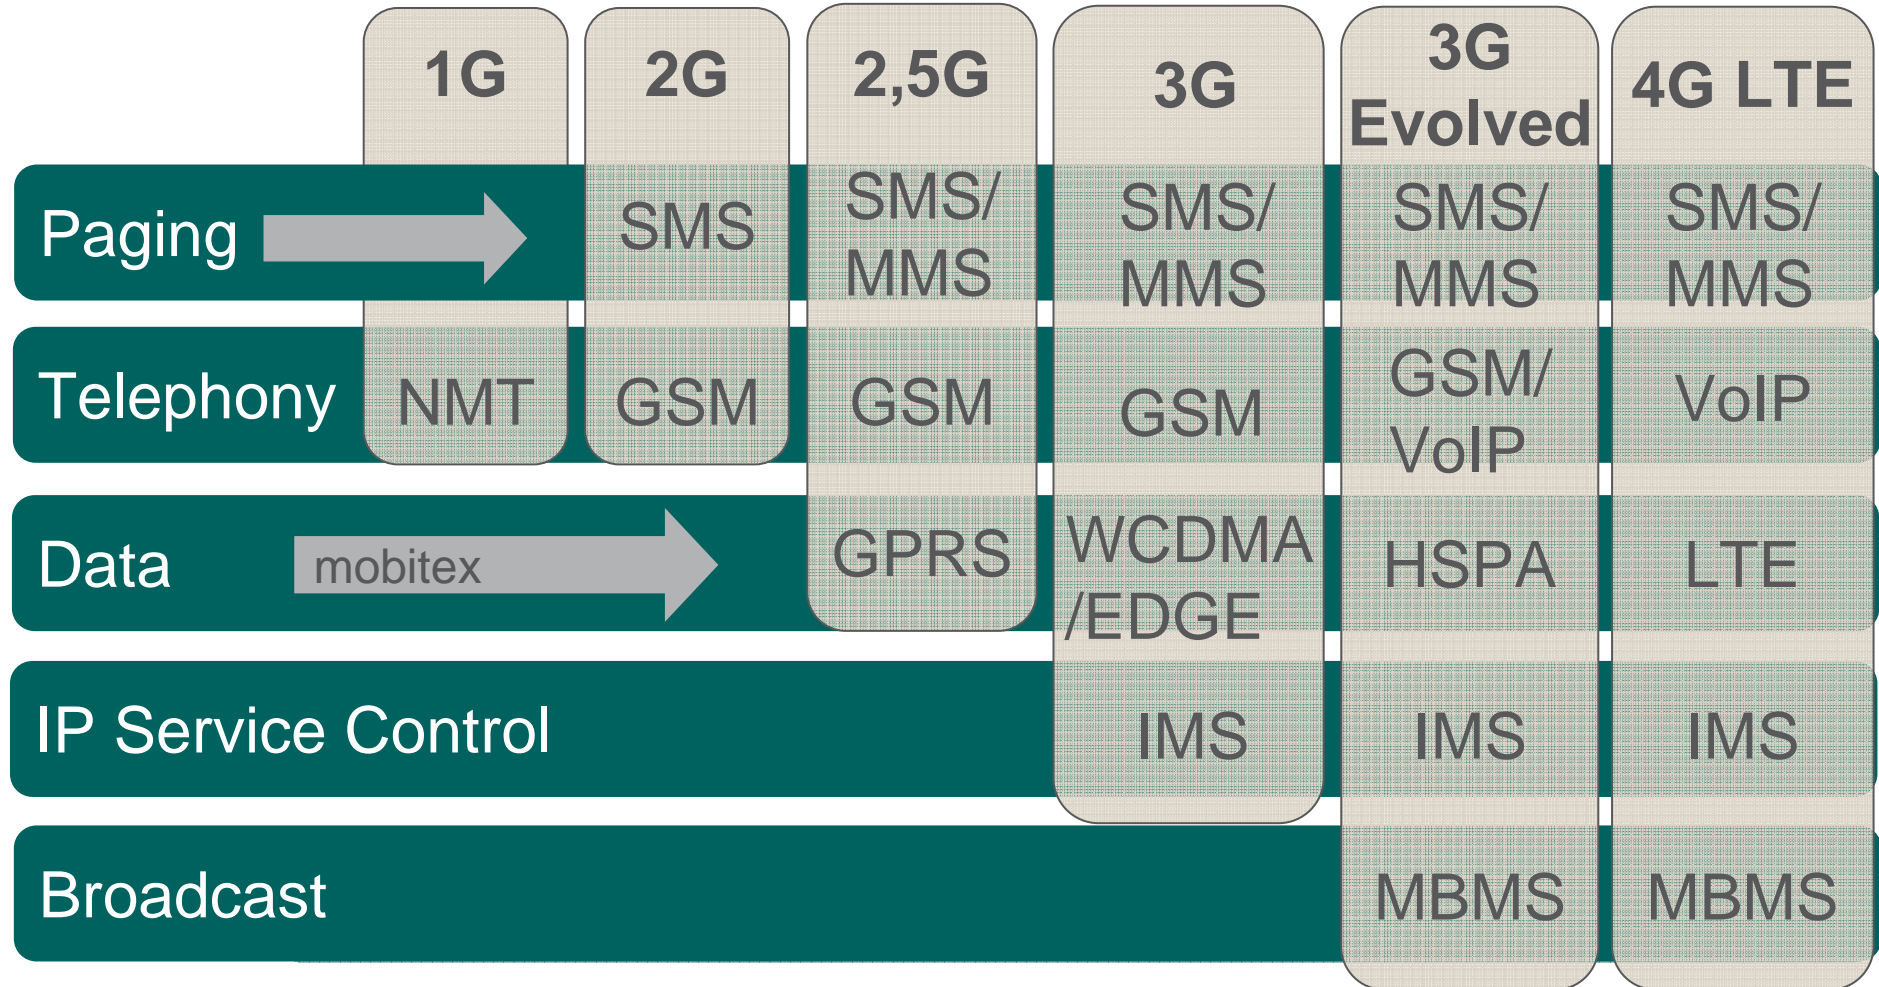 1G
2G
2,5G
3G
3G
Evolved
4G LTE
Paging
SMS
SMS/
MMS
SMS/
MMS
SMS/
MMS
SMS/
MMS
Telephony
NMT
GSM
GSM
GSM
GSM/
VoIP
VoIP
Data
mobitex
GPRS
WCDMA
/EDGE
HSPA
LTE
IP Service Control
IMS
IMS
IMS
Broadcast
MBMS
MBMS